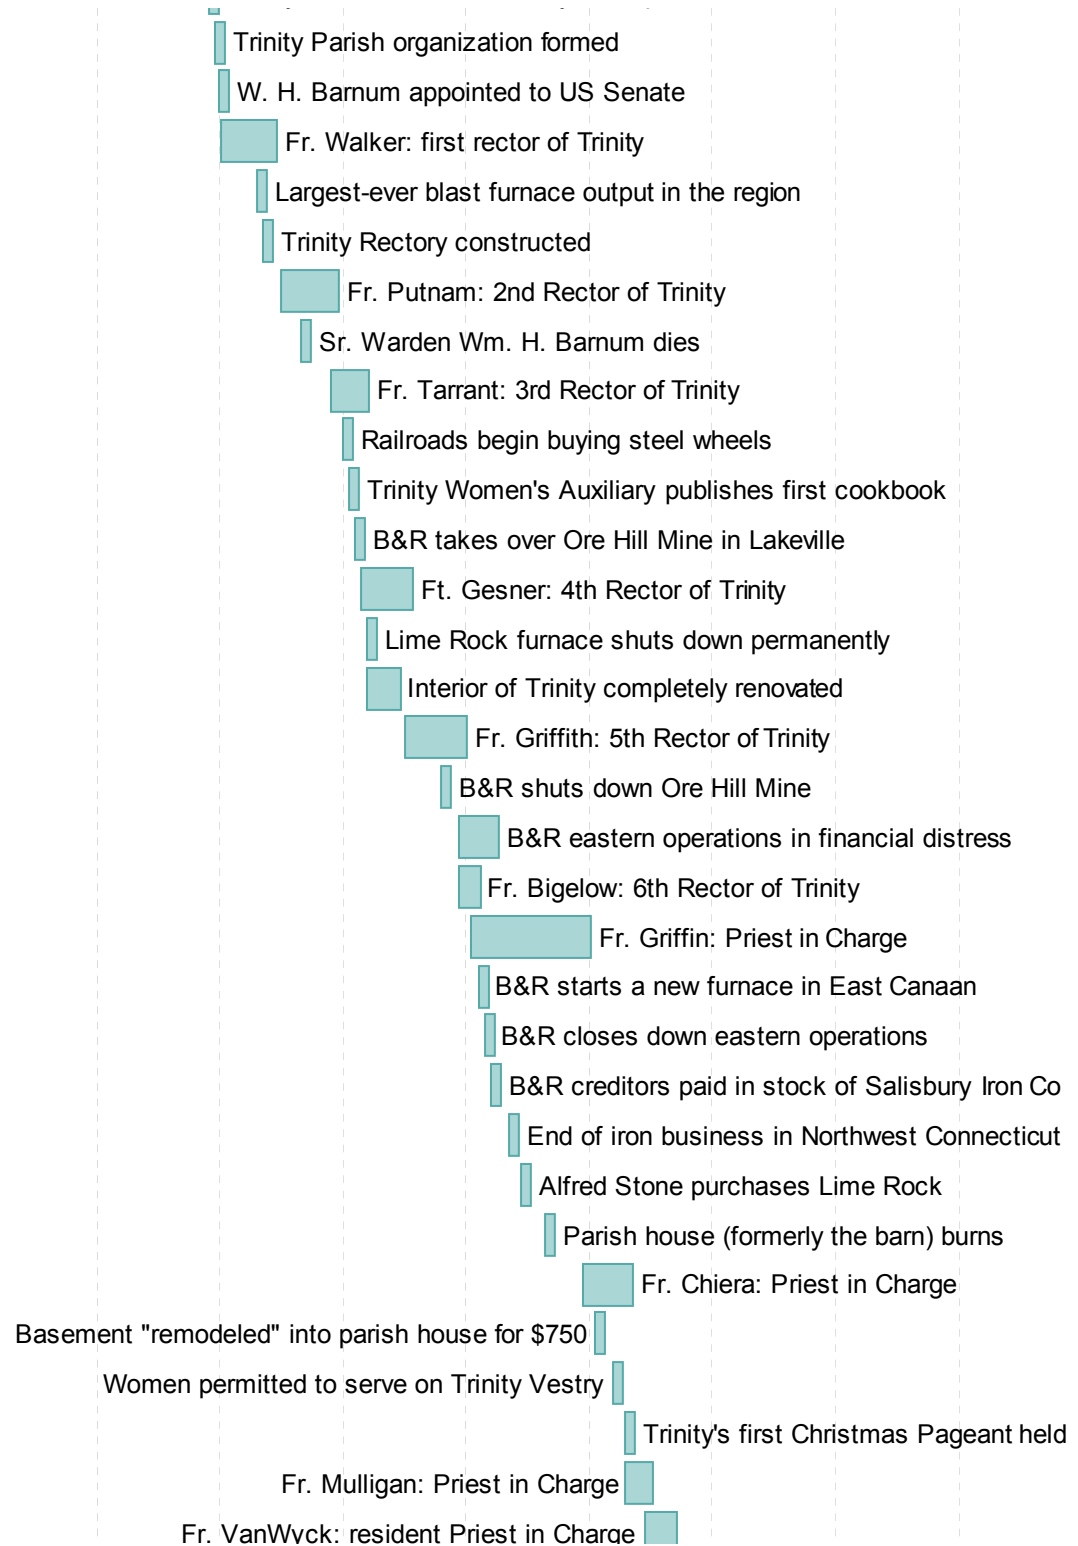 Trinity Parish organization formed
W. H. Barnum appointed to US Senate
Fr. Walker: first rector of Trinity
Largest-ever blast furnace output in the region
Trinity Rectory constructed
Fr. Putnam: 2nd Rector of Trinity
Sr. Warden Wm. H. Barnum dies
Fr. Tarrant: 3rd Rector of Trinity
Railroads begin buying steel wheels
Trinity Women's Auxiliary publishes first cookbook
B&R takes over Ore Hill Mine in Lakeville
Ft. Gesner: 4th Rector of Trinity
Lime Rock furnace shuts down permanently
Interior of Trinity completely renovated
Fr. Griffith: 5th Rector of Trinity
B&R shuts down Ore Hill Mine
B&R eastern operations in financial distress
Fr. Bigelow: 6th Rector of Trinity
Fr. Griffin: Priest in Charge
B&R starts a new furnace in East Canaan
B&R closes down eastern operations
B&R creditors paid in stock of Salisbury Iron Co
End of iron business in Northwest Connecticut
Alfred Stone purchases Lime Rock
Parish house (formerly the barn) burns
Fr. Chiera: Priest in Charge
Basement "remodeled" into parish house for $750
Women permitted to serve on Trinity Vestry
Trinity's first Christmas Pageant held
Fr. Mulligan: Priest in Charge
Fr. VanWyck: resident Priest in Charge